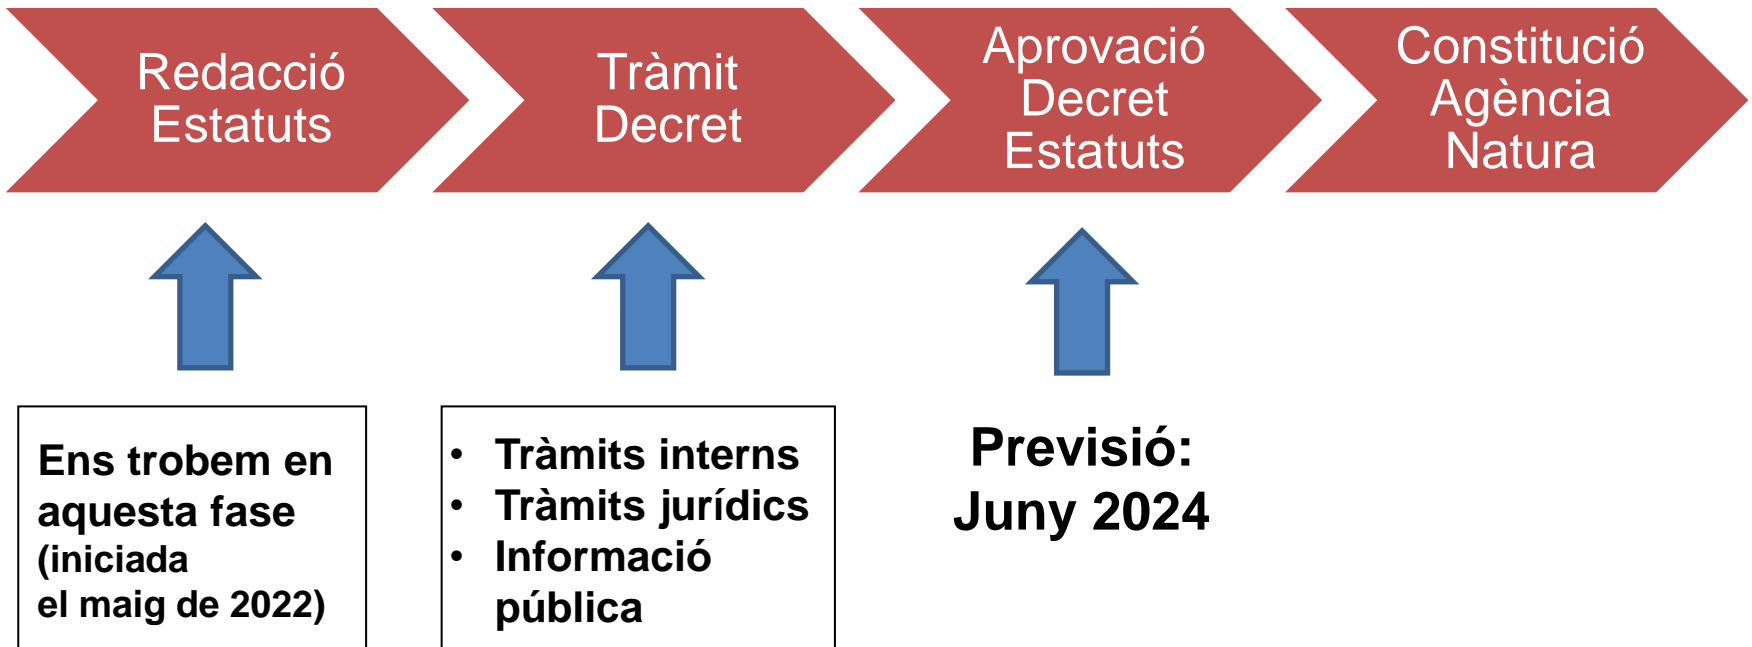 Redacció
Estatuts
Tràmit
Decret
Aprovació
Decret
Estatuts
Constitució
Agència
Natura
Ens trobem en
aquesta fase
(iniciada
el maig de 2022)
• Tràmits interns
• Tràmits jurídics
• Informació
pública
Previsió:
Juny 2024